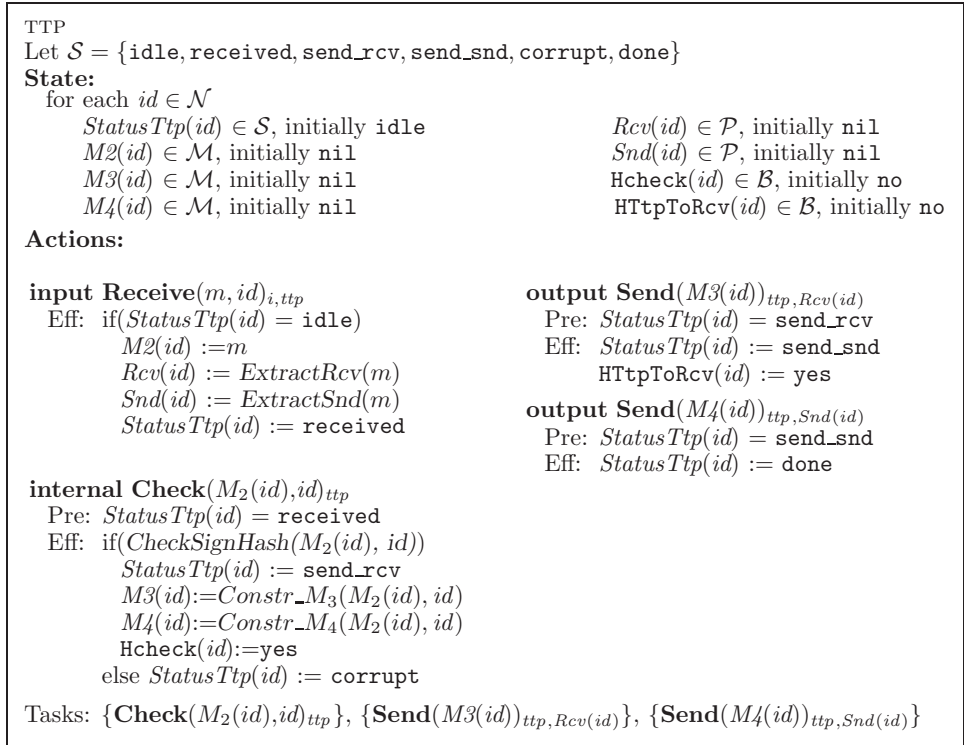 TTP
Let 𝒮 = {idle, received, send_rcv, send_snd, corrupt, done}
State:
for each id ∈ 𝒩
StatusTtp(id) ∈ 𝒮, initially idle
M2(id) ∈ ℳ, initially nil
M3(id) ∈ ℳ, initially nil
M4(id) ∈ ℳ, initially nil
Rcv(id) ∈ 𝒫, initially nil
Snd(id) ∈ 𝒫, initially nil
Hcheck(id) ∈ ℬ, initially no
HTtpToRcv(id) ∈ ℬ, initially no
Actions:
input Receive(m, id)_{i,ttp}
Eff: if(StatusTtp(id) = idle)
M2(id) :=m
Rcv(id) := ExtractRcv(m)
Snd(id) := ExtractSnd(m)
StatusTtp(id) := received
internal Check(M₂(id),id)_{ttp}
Pre: StatusTtp(id) = received
Eff: if(CheckSignHash(M₂(id), id))
StatusTtp(id) := send_rcv
M3(id):=Constr_M₃(M₂(id), id)
M4(id):=Constr_M₄(M₂(id), id)
Hcheck(id):=yes
else StatusTtp(id) := corrupt
output Send(M3(id))_{ttp,Rcv(id)}
Pre: StatusTtp(id) = send_rcv
Eff: StatusTtp(id) := send_snd
HTtpToRcv(id) := yes
output Send(M4(id))_{ttp,Snd(id)}
Pre: StatusTtp(id) = send_snd
Eff: StatusTtp(id) := done
Tasks: {Check(M₂(id),id)_{ttp}}, {Send(M3(id))_{ttp,Rcv(id)}}, {Send(M4(id))_{ttp,Snd(id)}}